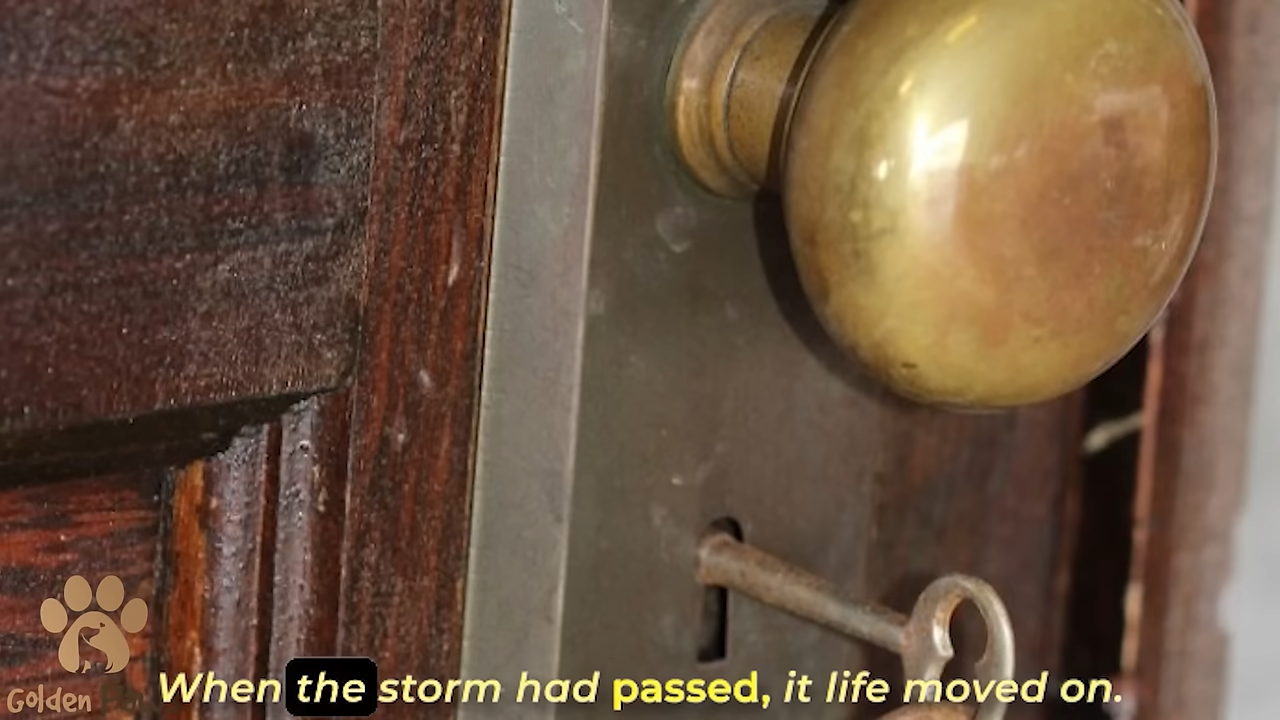 When the storm had passed, it life moved on.
Golden